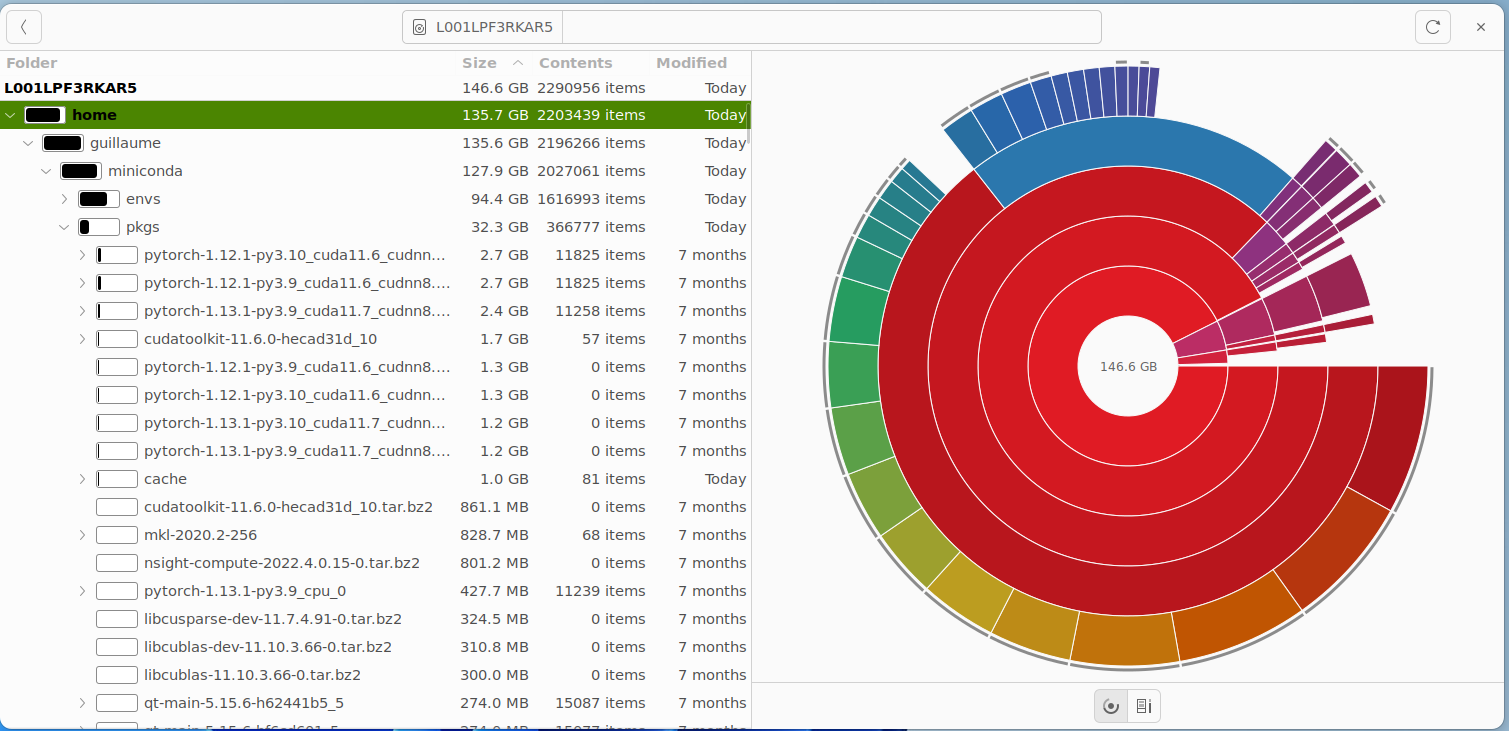 L001LPF3RKAR5
Folder Size Contents Modified
L001LPF3RKAR5 146.6 GB 2290956 items Today
home 135.7 GB 2203439 items Today
guillaume 135.6 GB 2196266 items Today
miniconda 127.9 GB 2027061 items Today
envs 94.4 GB 1616993 items Today
pkgs 32.3 GB 366777 items Today
pytorch-1.12.1-py3.10_cuda11.6_cudnn... 2.7 GB 11825 items 7 months
pytorch-1.12.1-py3.9_cuda11.6_cudnn8.... 2.7 GB 11825 items 7 months
pytorch-1.13.1-py3.9_cuda11.7_cudnn8.... 2.4 GB 11258 items 7 months
cudatoolkit-11.6.0-hecad31d_10 1.7 GB 57 items 7 months
pytorch-1.12.1-py3.9_cuda11.6_cudnn8.... 1.3 GB 0 items 7 months
pytorch-1.12.1-py3.10_cuda11.6_cudnn... 1.3 GB 0 items 7 months
pytorch-1.13.1-py3.10_cuda11.7_cudnn... 1.2 GB 0 items 7 months
pytorch-1.13.1-py3.9_cuda11.7_cudnn8.... 1.2 GB 0 items 7 months
cache 1.0 GB 81 items Today
cudatoolkit-11.6.0-hecad31d_10.tar.bz2 861.1 MB 0 items 7 months
mkl-2020.2-256 828.7 MB 68 items 7 months
nsight-compute-2022.4.0.15-0.tar.bz2 801.2 MB 0 items 7 months
pytorch-1.13.1-py3.9_cpu_0 427.7 MB 11239 items 7 months
libcusparse-dev-11.7.4.91-0.tar.bz2 324.5 MB 0 items 7 months
libcublas-dev-11.10.3.66-0.tar.bz2 310.8 MB 0 items 7 months
libcublas-11.10.3.66-0.tar.bz2 300.0 MB 0 items 7 months
qt-main-5.15.6-h62441b5_5 274.0 MB 15087 items 7 months
146.6 GB